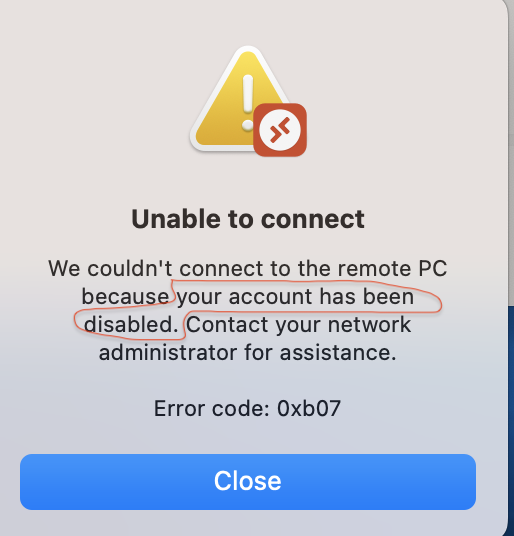 Unable to connect
We couldn't connect to the remote PC
because your account has been
disabled. Contact your network
administrator for assistance.
Error code: 0xb07
Close